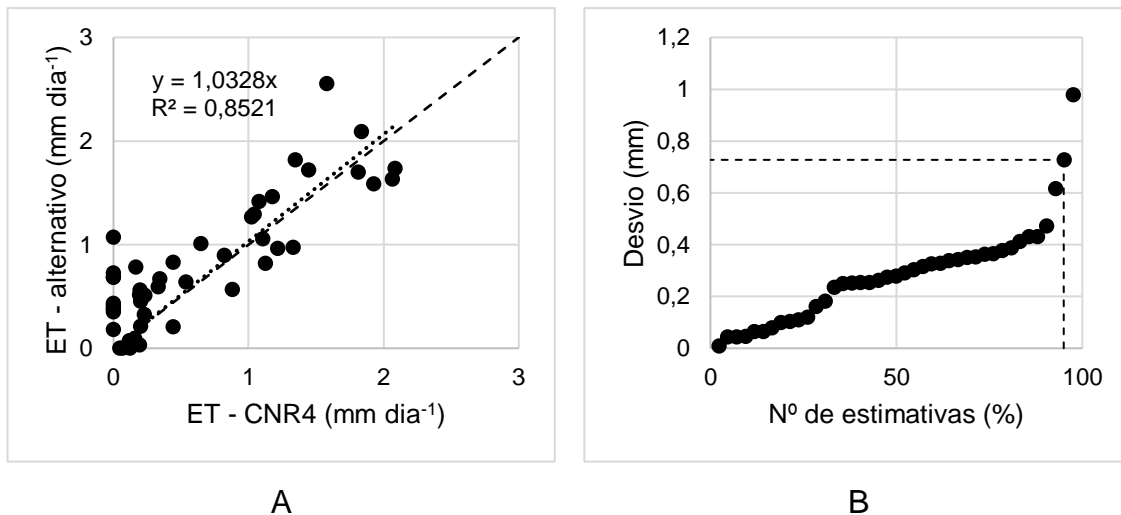 3
2
1
0
0
1
2
3
ET - alternativo (mm dia⁻¹)
ET - CNR4 (mm dia⁻¹)
y = 1,0328x
R² = 0,8521
A
1,2
1
0,8
0,6
0,4
0,2
0
0
50
100
Desvio (mm)
Nº de estimativas (%)
B